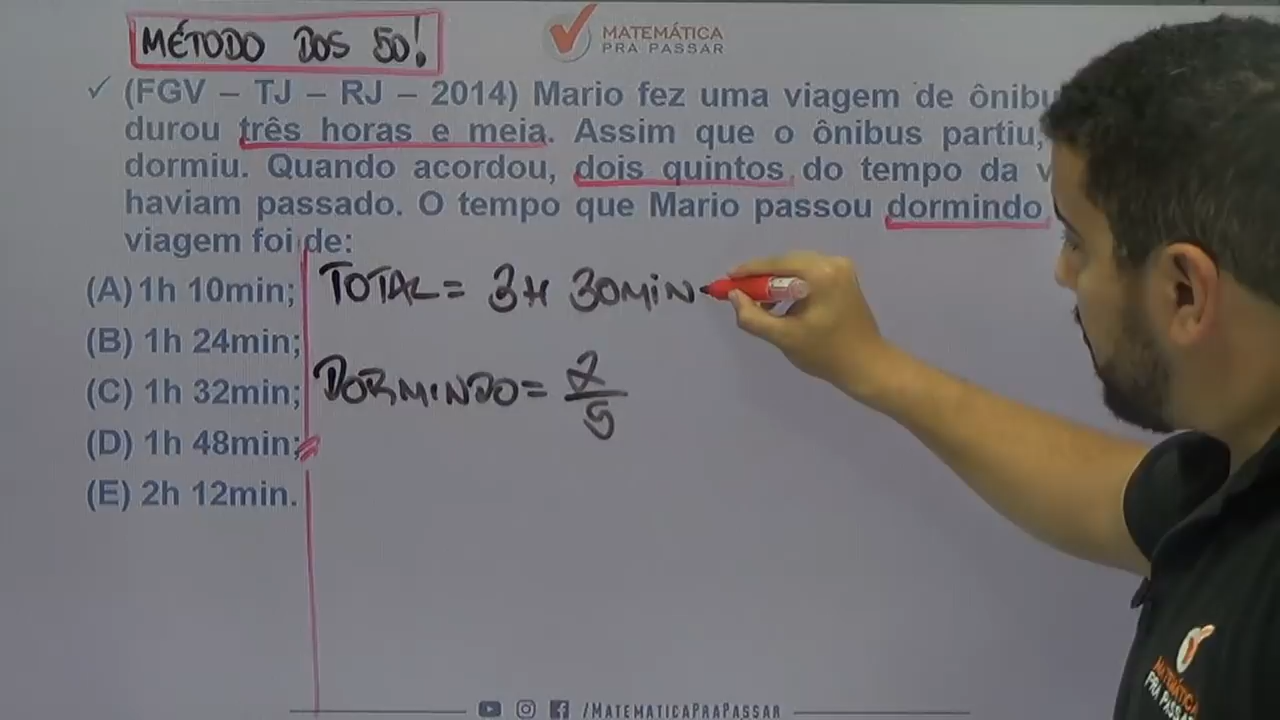 MÉTODO DOS 50!
MATEMÁTICA
PRA PASSAR
✓ (FGV – TJ – RJ – 2014) Mario fez uma viagem de ônibu
durou três horas e meia. Assim que o ônibus partiu,
dormiu. Quando acordou, dois quintos do tempo da v
haviam passado. O tempo que Mario passou dormindo
viagem foi de:
(A) 1h 10min;
(B) 1h 24min;
(C) 1h 32min;
(D) 1h 48min;
(E) 2h 12min.
TOTAL = 3H 30MIN
DORMINDO = 2/5
MATEMÁTICA
PRA PASSAR
/MATEMATICAPRAPASSAR